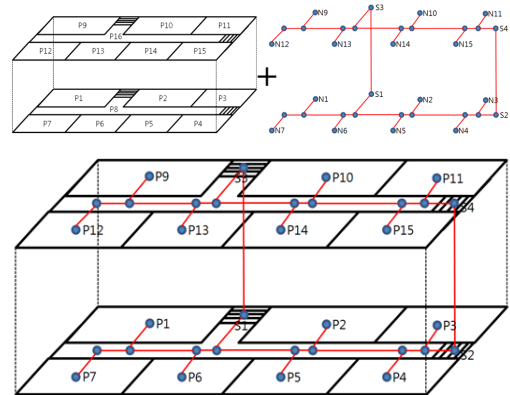 P9 P10 P11
P16
P12 P13 P14 P15
P1 P2 P3
P8
P7 P6 P5 P4
+
S3
N9 N10 N11
S4
N12 N13 N14 N15
S1
N1 N2 N3
S2
N7 N6 N5 N4
S3
P9 P10 P11
S4
P12 P13 P14 P15
S1
P1 P2 P3
S2
P7 P6 P5 P4